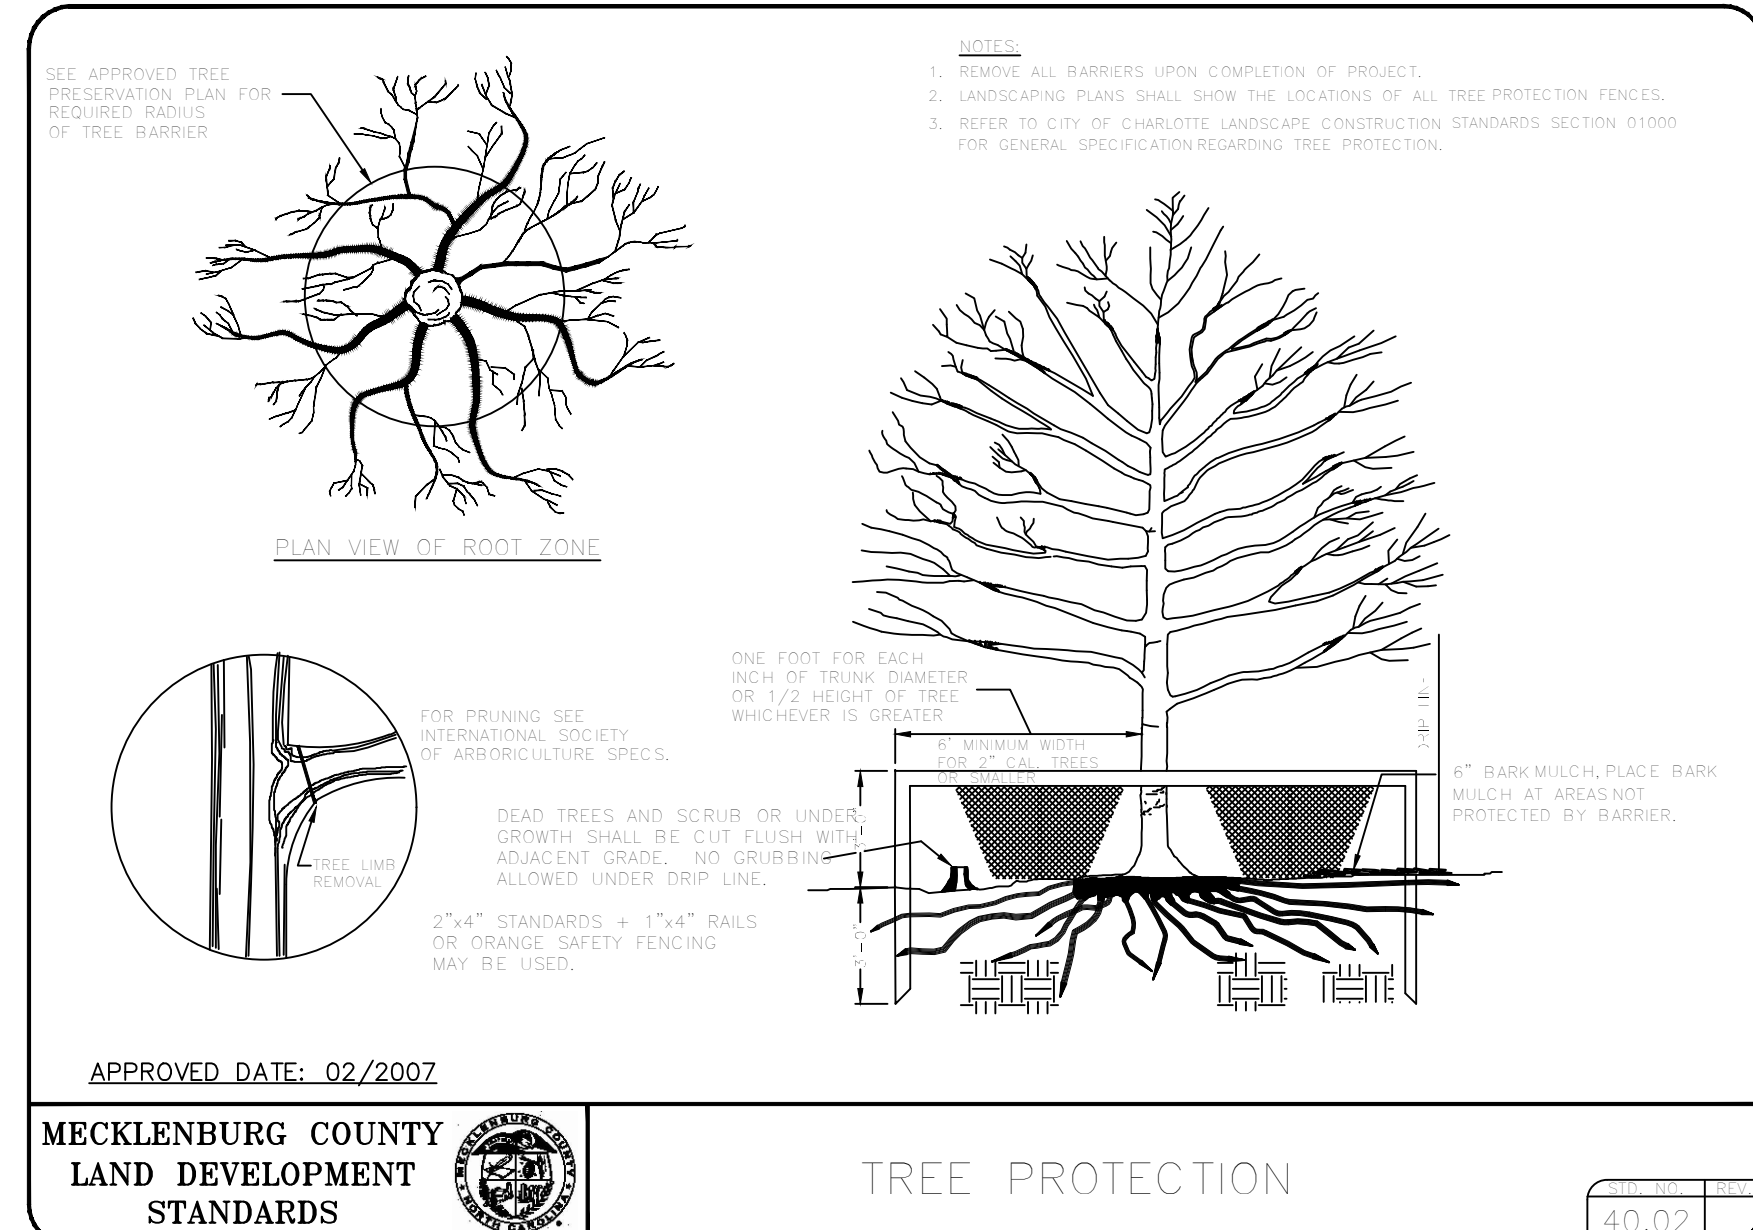 SEE APPROVED TREE
PRESERVATION PLAN FOR
REQUIRED RADIUS
OF TREE BARRIER
NOTES:
1. REMOVE ALL BARRIERS UPON COMPLETION OF PROJECT.
2. LANDSCAPING PLANS SHALL SHOW THE LOCATIONS OF ALL TREE PROTECTION FENCES.
3. REFER TO CITY OF CHARLOTTE LANDSCAPE CONSTRUCTION STANDARDS SECTION 01000
FOR GENERAL SPECIFICATION REGARDING TREE PROTECTION.
PLAN VIEW OF ROOT ZONE
ONE FOOT FOR EACH
INCH OF TRUNK DIAMETER
OR 1/2 HEIGHT OF TREE
WHICHEVER IS GREATER
6' MINIMUM WIDTH
FOR 2" CAL. TREES
OR SMALLER
FOR PRUNING SEE
INTERNATIONAL SOCIETY
OF ARBORICULTURE SPECS.
TREE LIMB
REMOVAL
6" BARK MULCH, PLACE BARK
MULCH AT AREAS NOT
PROTECTED BY BARRIER.
DEAD TREES AND SCRUB OR UNDER-
GROWTH SHALL BE CUT FLUSH WITH
ADJACENT GRADE. NO GRUBBING
ALLOWED UNDER DRIP LINE.
2"x4" STANDARDS + 1"x4" RAILS
OR ORANGE SAFETY FENCING
MAY BE USED.
3'-0"
APPROVED DATE: 02/2007
MECKLENBURG COUNTY
LAND DEVELOPMENT
STANDARDS
MECKLENBURG COUNTY
NORTH CAROLINA
TREE PROTECTION
STD. NO. REV.
40.02